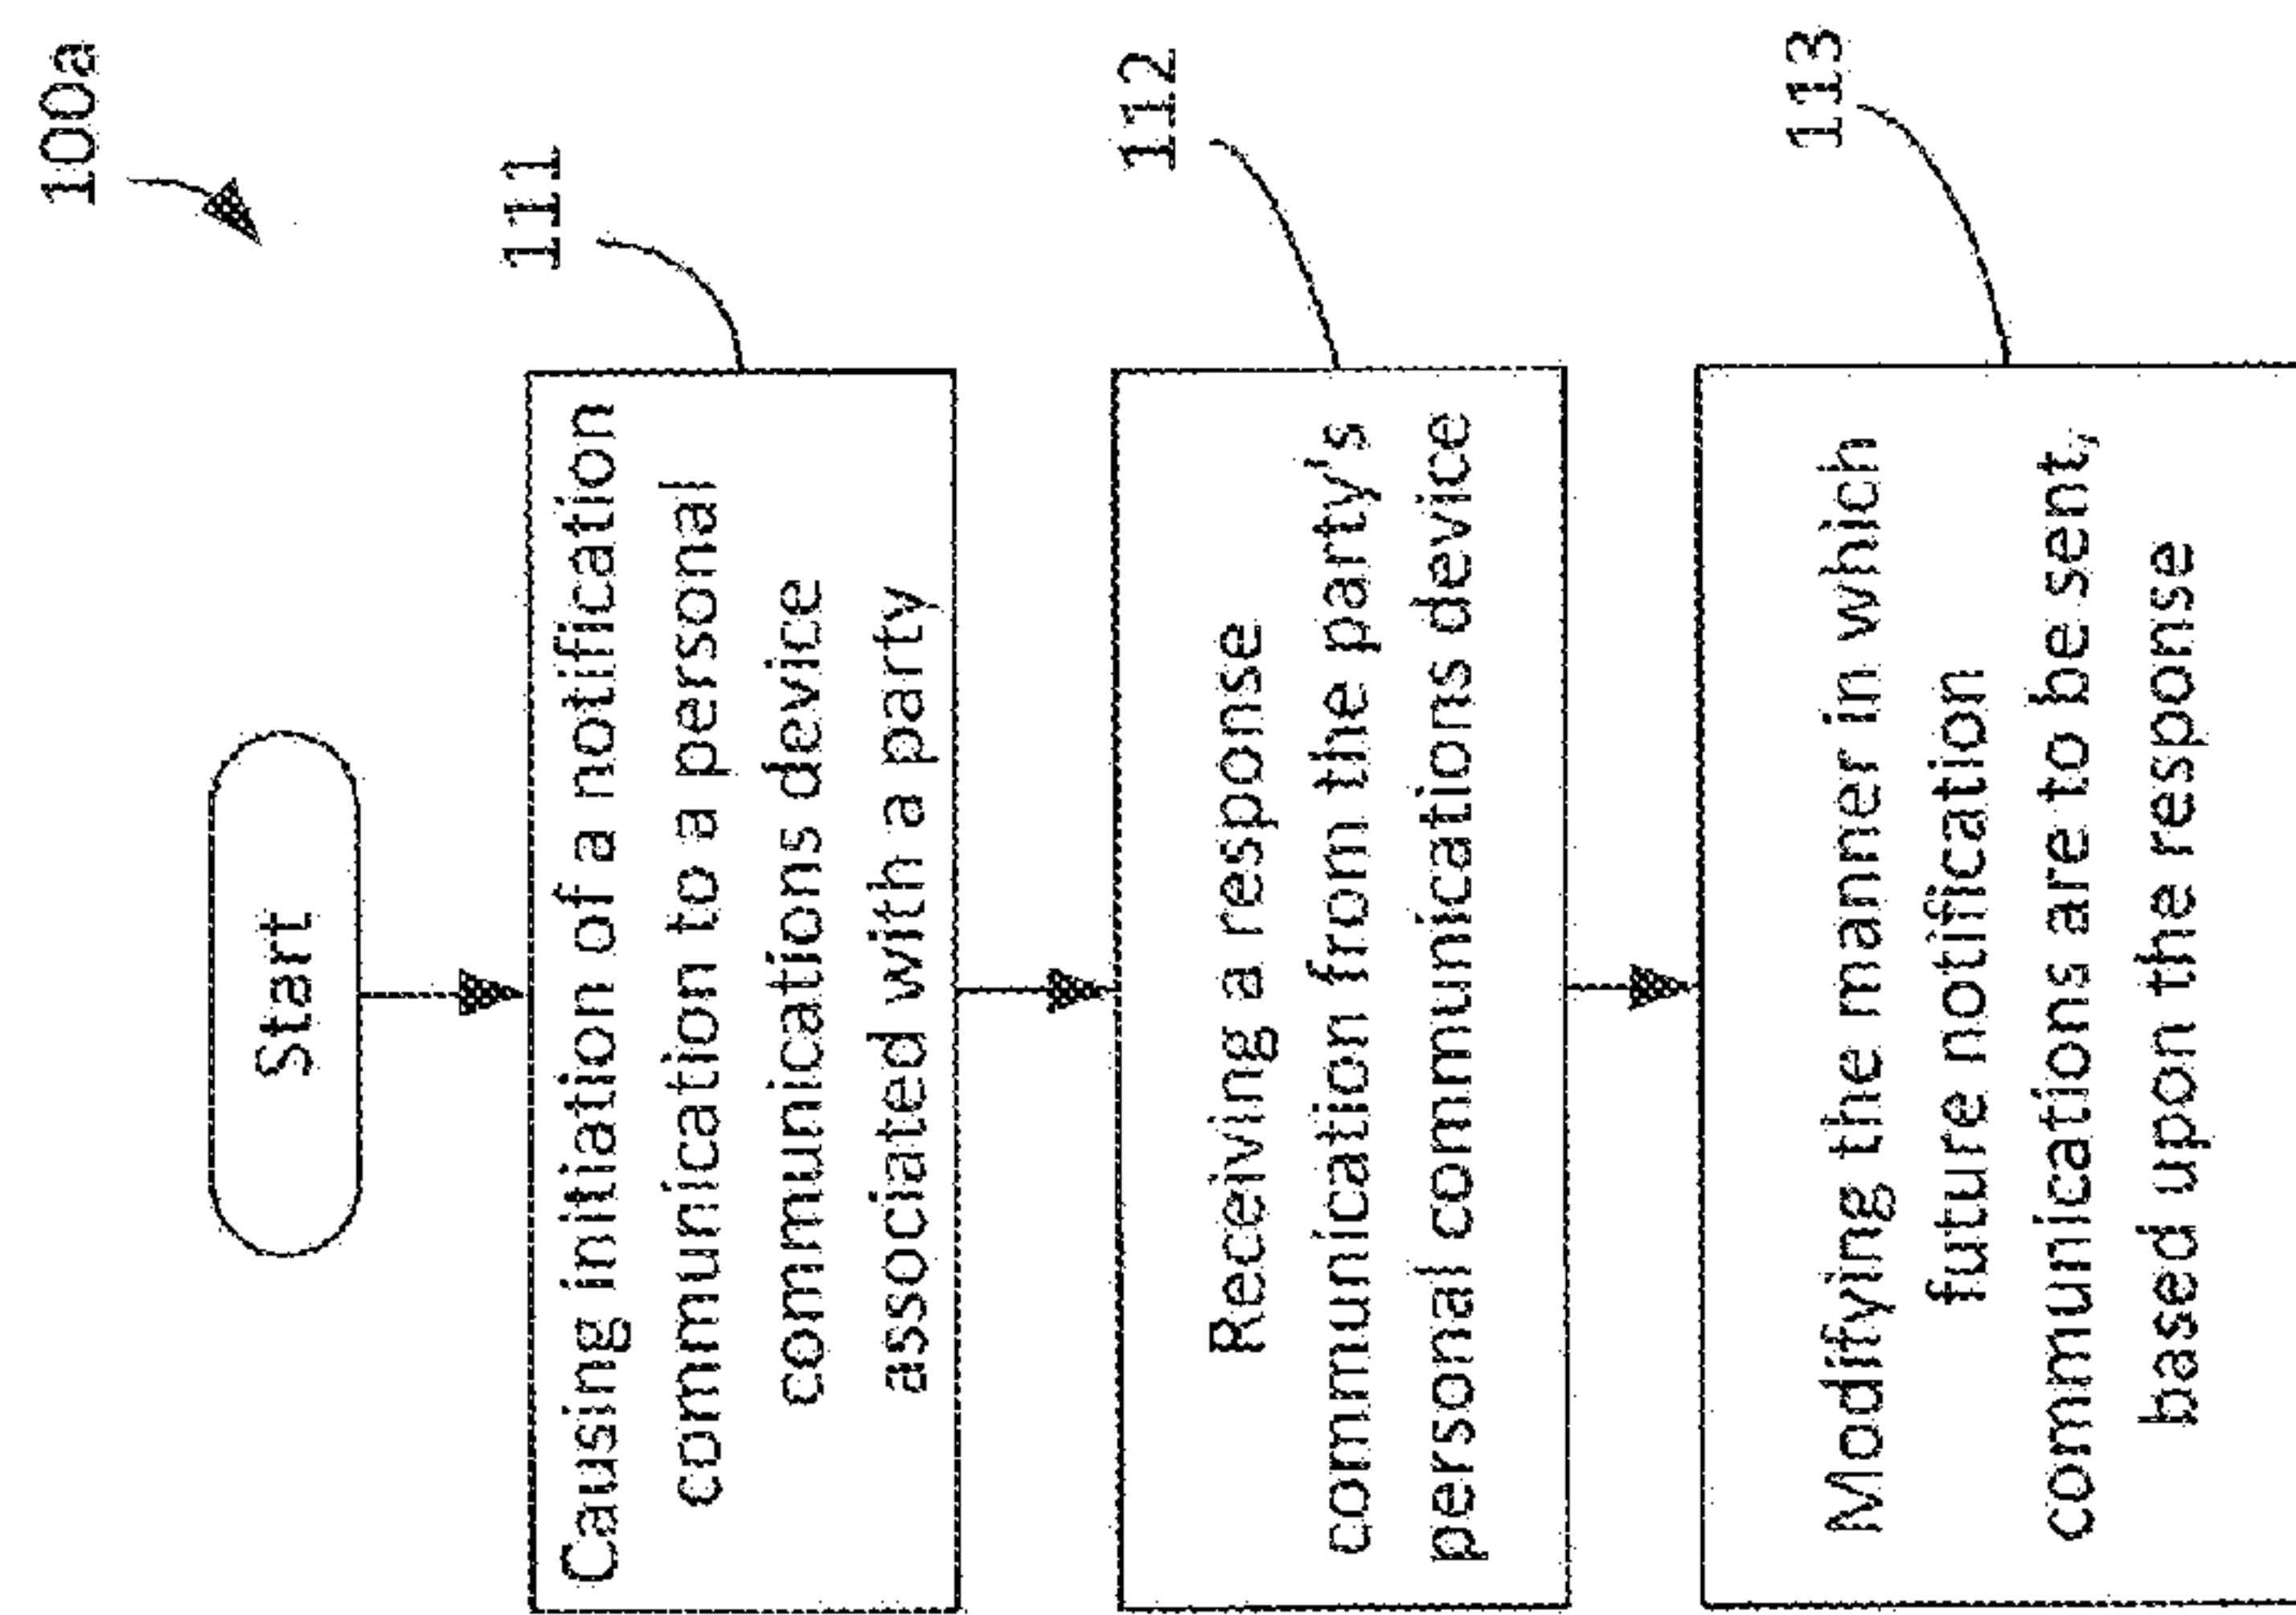 100a
Start
111
Causing initiation of a notification
communication to a personal
communications device
associated with a party
112
Receiving a response
communication from the party's
personal communications device
113
Modifying the manner in which
future notification
communications are to be sent,
based upon the response